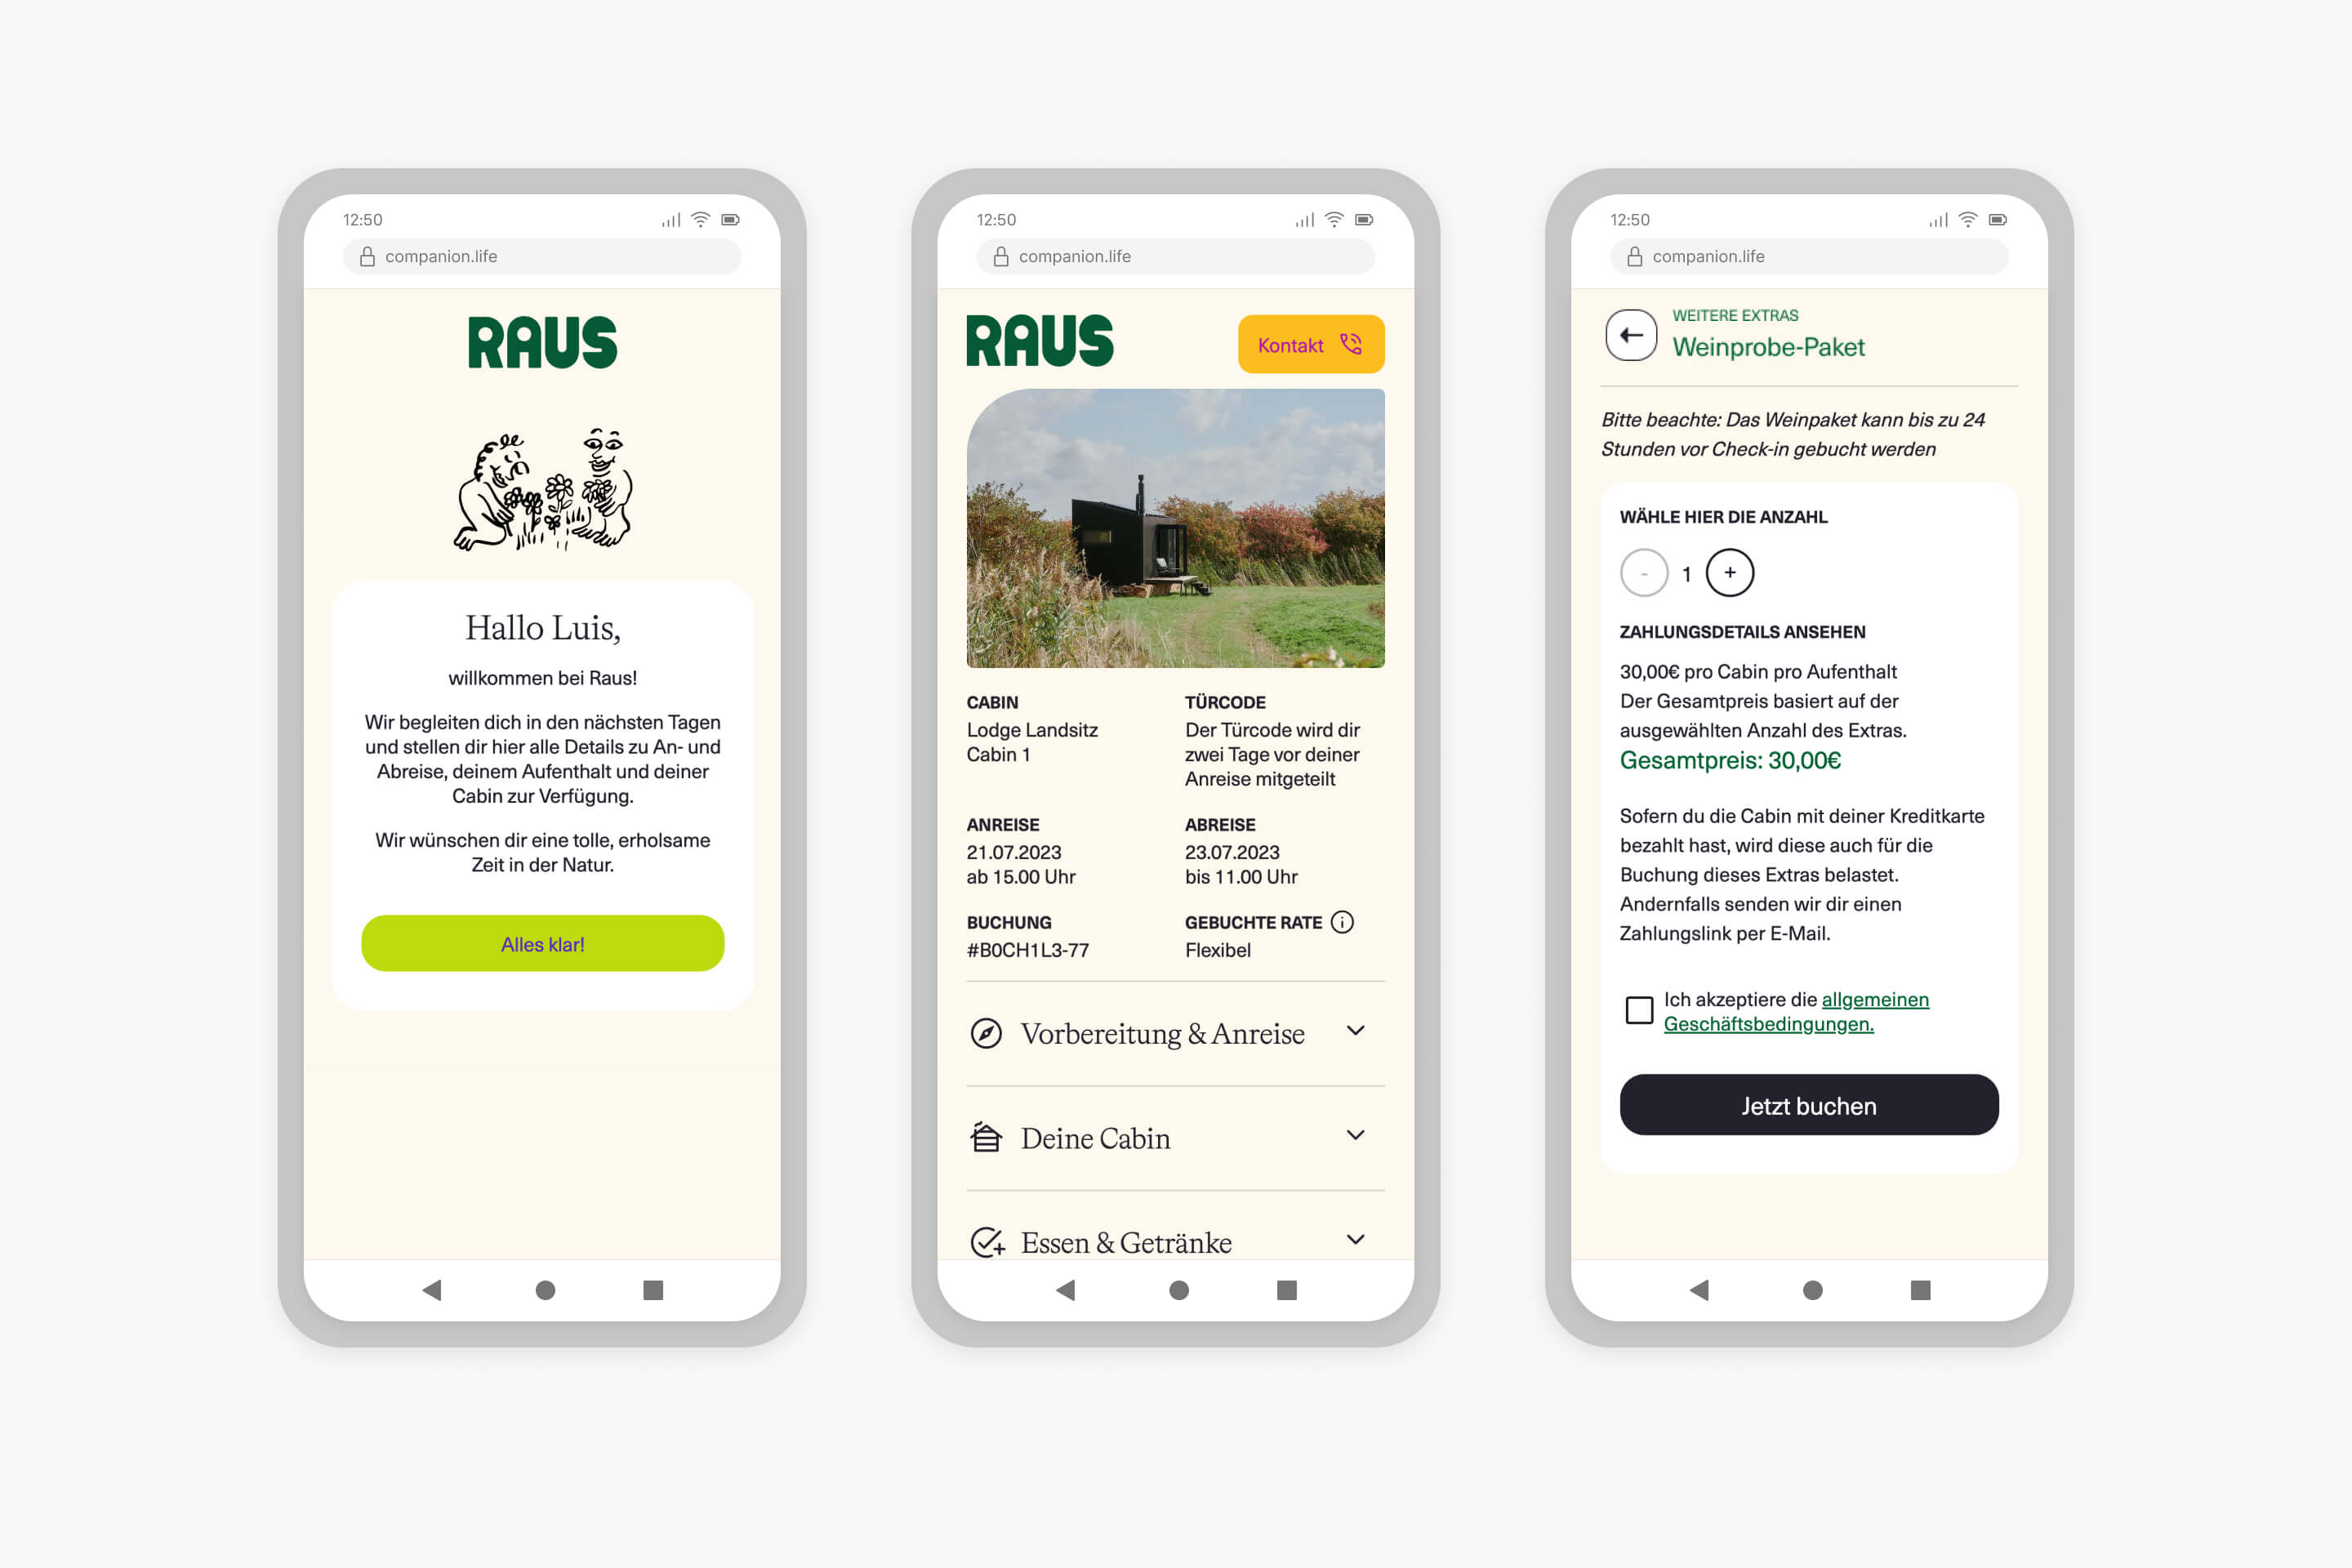 12:50
companion.life
RAUS
Hallo Luis,
willkommen bei Raus!
Wir begleiten dich in den nächsten Tagen
und stellen dir hier alle Details zu An- und
Abreise, deinem Aufenthalt und deiner
Cabin zur Verfügung.
Wir wünschen dir eine tolle, erholsame
Zeit in der Natur.
Alles klar!
12:50
companion.life
RAUS
Kontakt
CABIN
Lodge Landsitz
Cabin 1
TÜRCODE
Der Türcode wird dir
zwei Tage vor deiner
Anreise mitgeteilt
ANREISE
21.07.2023
ab 15.00 Uhr
ABREISE
23.07.2023
bis 11.00 Uhr
BUCHUNG
#B0CH1L3-77
GEBUCHTE RATE
Flexibel
Vorbereitung & Anreise
Deine Cabin
Essen & Getränke
12:50
companion.life
WEITERE EXTRAS
Weinprobe-Paket
Bitte beachte: Das Weinpaket kann bis zu 24
Stunden vor Check-in gebucht werden
WÄHLE HIER DIE ANZAHL
- 1 +
ZAHLUNGSDETAILS ANSEHEN
30,00€ pro Cabin pro Aufenthalt
Der Gesamtpreis basiert auf der
ausgewählten Anzahl des Extras.
Gesamtpreis: 30,00€
Sofern du die Cabin mit deiner Kreditkarte
bezahlt hast, wird diese auch für die
Buchung dieses Extras belastet.
Andernfalls senden wir dir einen
Zahlungslink per E-Mail.
Ich akzeptiere die allgemeinen
Geschäftsbedingungen.
Jetzt buchen